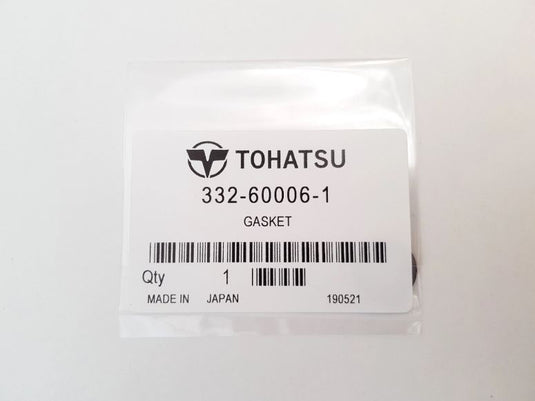 TOHATSU
332-60006-1
GASKET
Qty 1
MADE IN JAPAN 190521